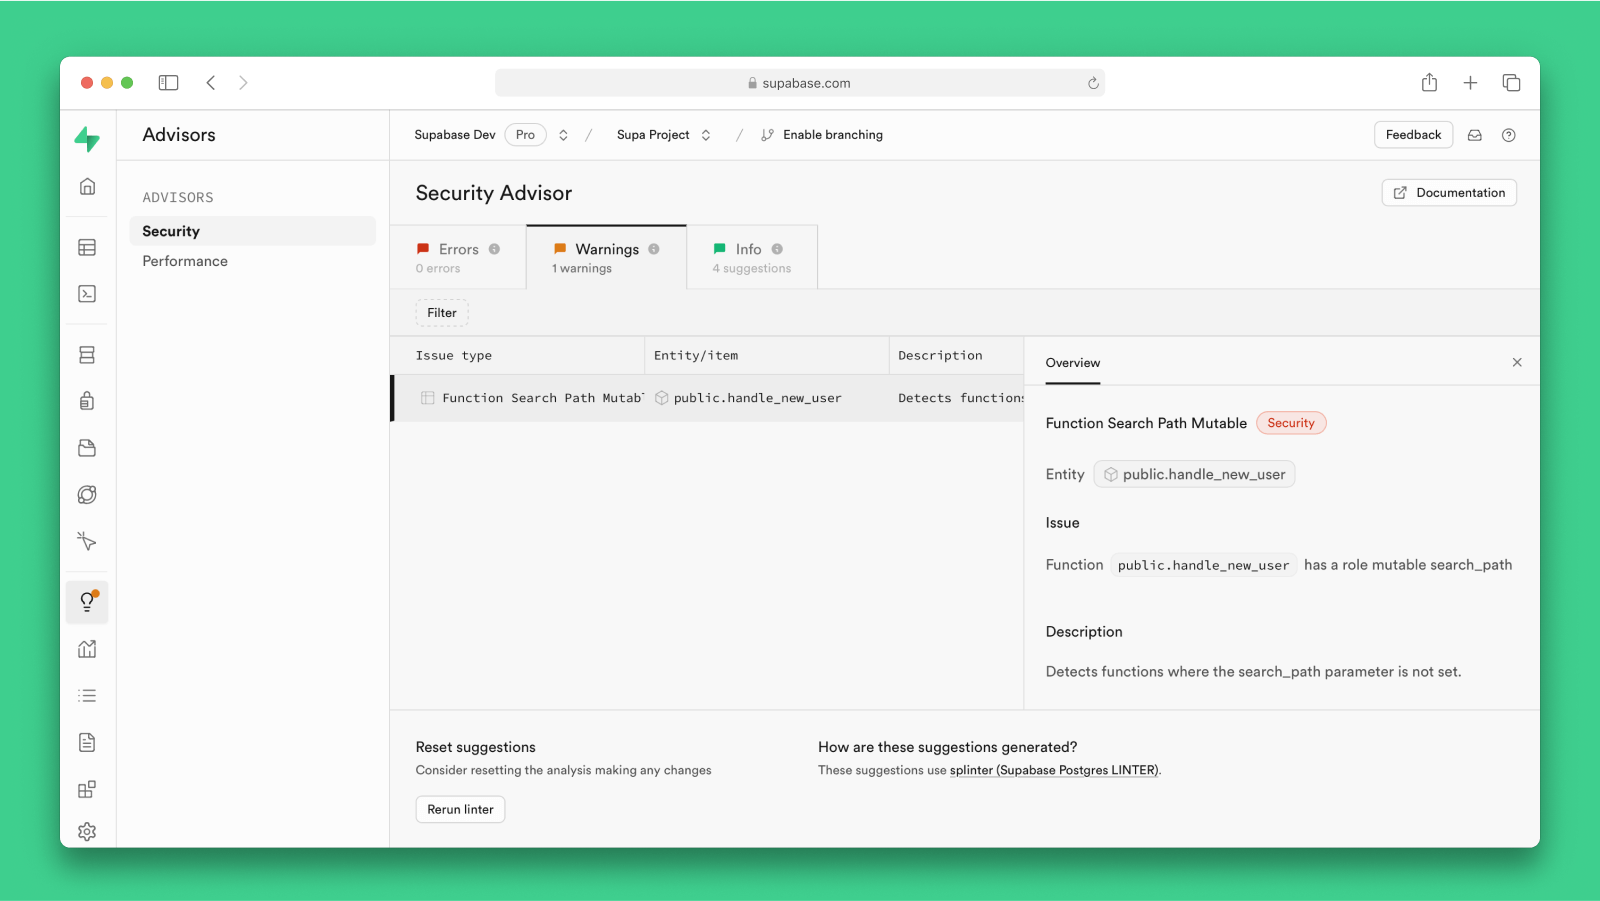 supabase.com
Advisors
Supabase Dev Pro / Supa Project / Enable branching
Feedback
ADVISORS
Security
Performance
Security Advisor
Documentation
Errors
0 errors
Warnings
1 warnings
Info
4 suggestions
Filter
Issue type Entity/item Description
Function Search Path Mutab public.handle_new_user Detects functions
Overview
Function Search Path Mutable Security
Entity public.handle_new_user
Issue
Function public.handle_new_user has a role mutable search_path
Description
Detects functions where the search_path parameter is not set.
Reset suggestions
Consider resetting the analysis making any changes
Rerun linter
How are these suggestions generated?
These suggestions use splinter (Supabase Postgres LINTER).